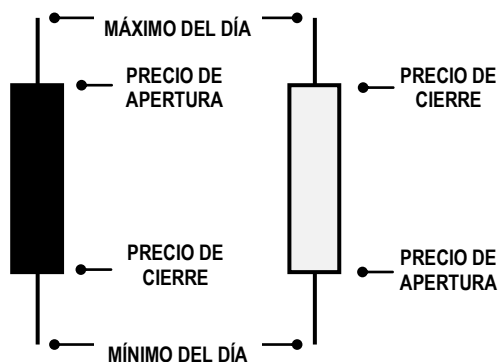 MÁXIMO DEL DÍA
PRECIO DE
APERTURA
PRECIO DE
CIERRE
PRECIO DE
CIERRE
PRECIO DE
APERTURA
MÍNIMO DEL DÍA